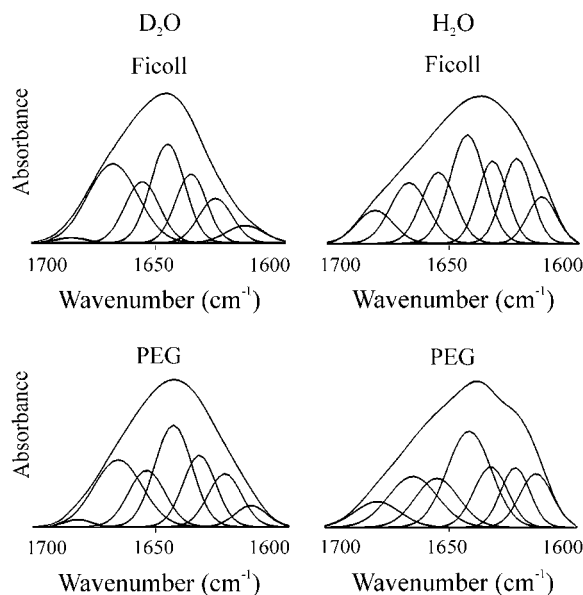 D₂O
H₂O
Ficoll
Ficoll
Absorbance
1700 1650 1600
1700 1650 1600
Wavenumber (cm⁻¹)
Wavenumber (cm⁻¹)
PEG
PEG
Absorbance
1700 1650 1600
1700 1650 1600
Wavenumber (cm⁻¹)
Wavenumber (cm⁻¹)